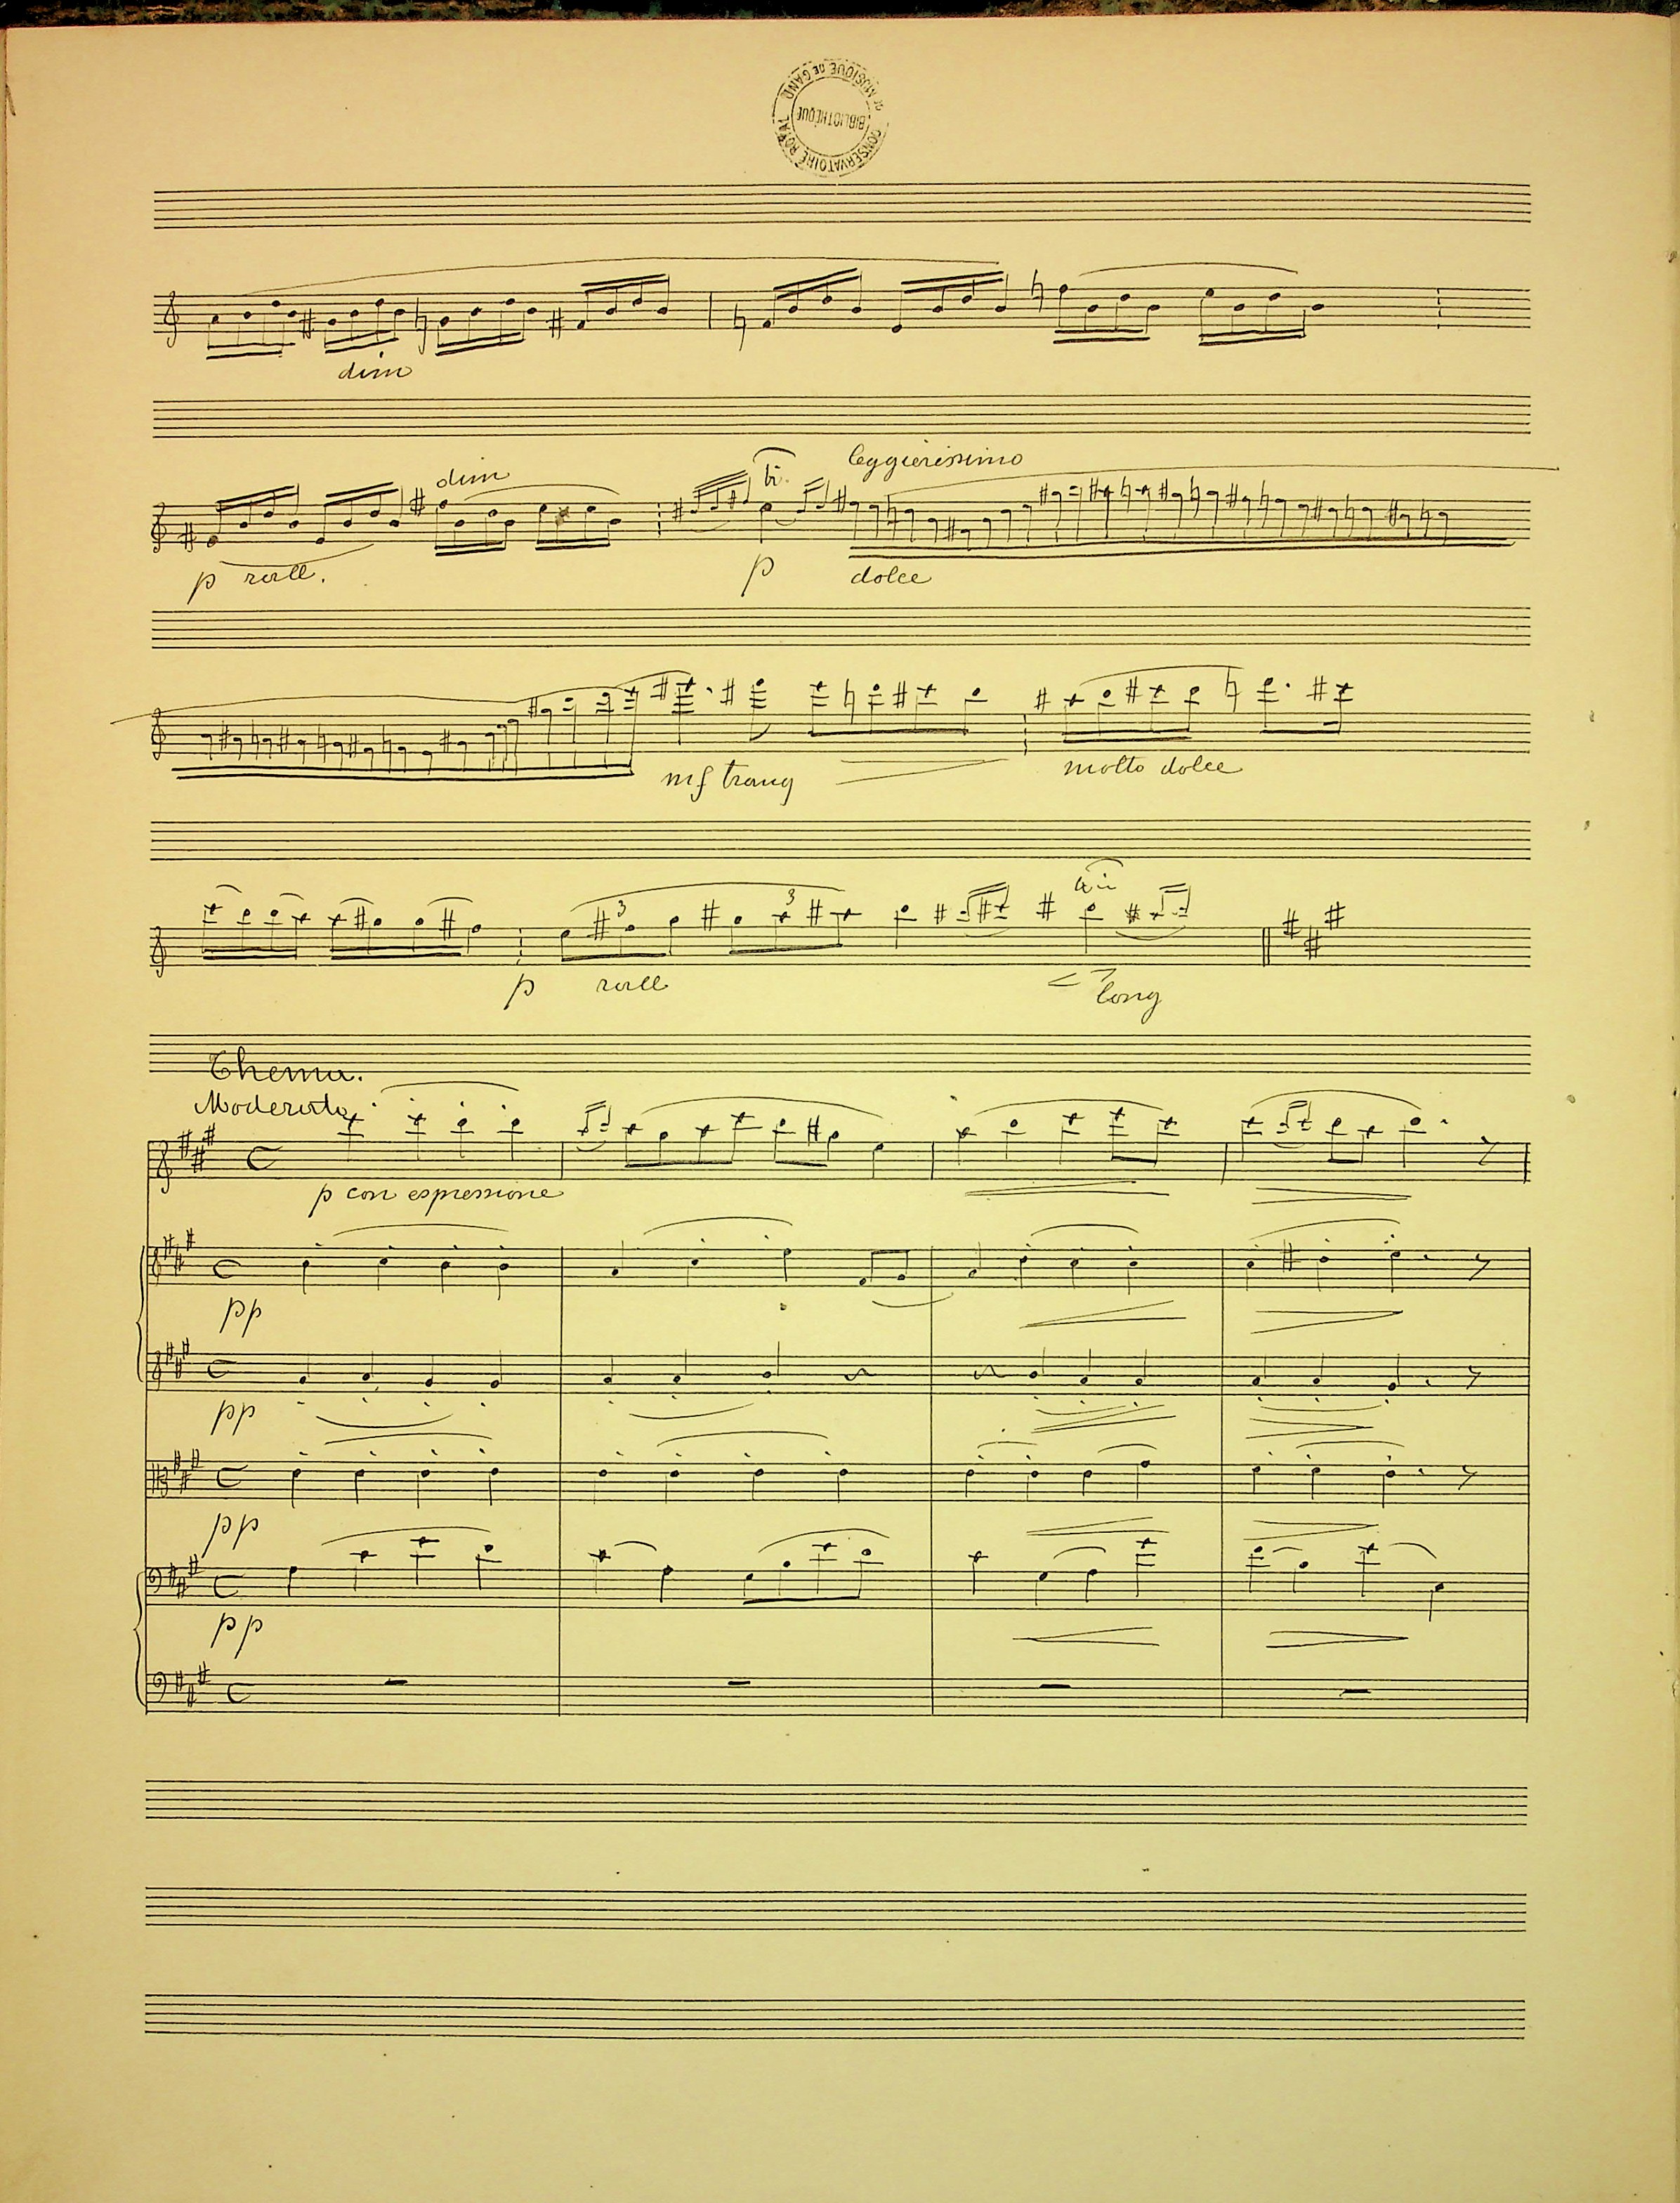 CONSERVATOIRE ROYAL DE MUSIQUE DE GAND
BIBLIOTHÈQUE
dim
dim
tr.
leggierissimo
p rall.
p
dolce
mf tranq
molto dolce
3
3
p rall
long
Thema.
Moderato
p con espressione
pp
pp
pp
pp